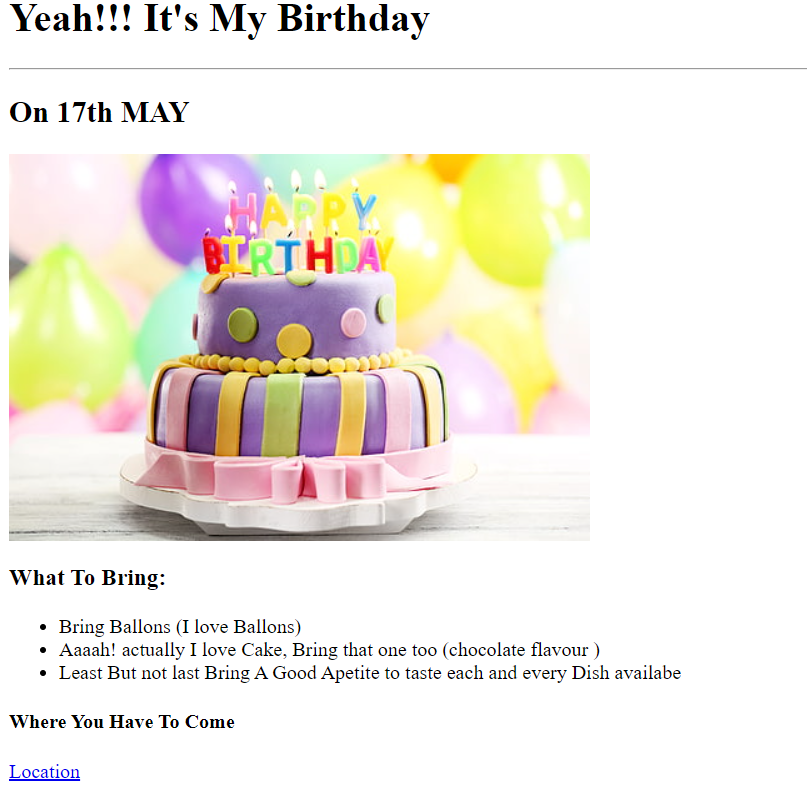 Yeah!!! It's My Birthday
On 17th MAY
HAPPY
BIRTHDAY
What To Bring:
Bring Ballons (I love Ballons)
Aaaah! actually I love Cake, Bring that one too (chocolate flavour )
Least But not last Bring A Good Apetite to taste each and every Dish availabe
Where You Have To Come
Location